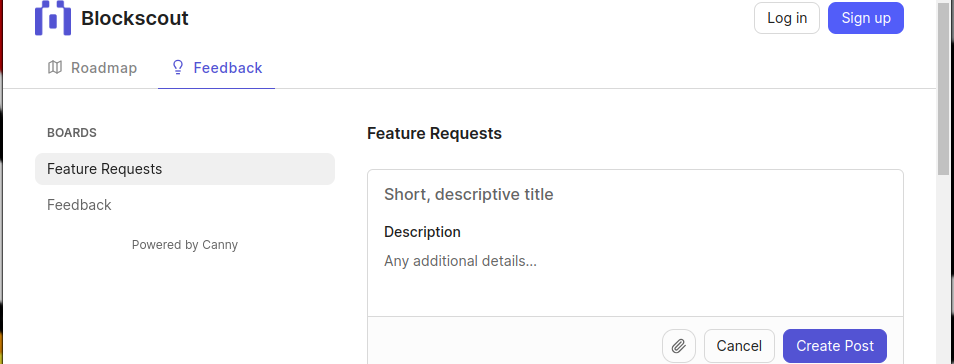 Blockscout
Log in
Sign up
Roadmap
Feedback
BOARDS
Feature Requests
Feedback
Powered by Canny
Feature Requests
Short, descriptive title
Description
Any additional details...
Cancel
Create Post